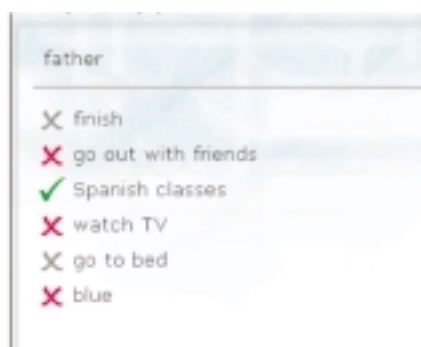 father
finish
go out with friends
Spanish classes
watch TV
go to bed
blue